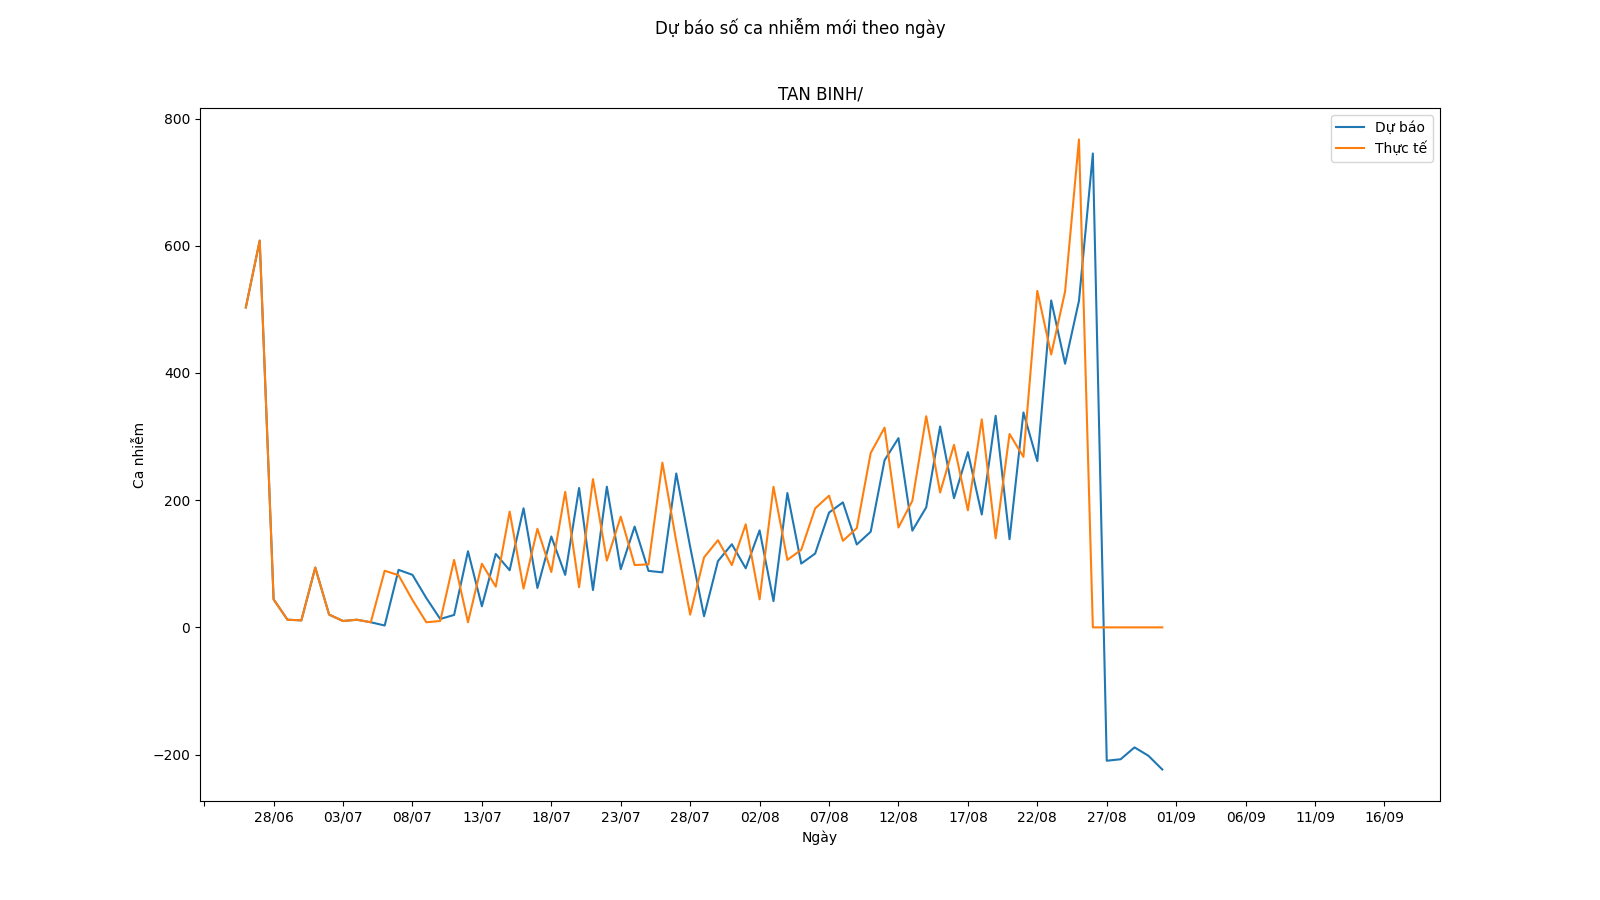 Dự báo số ca nhiễm mới theo ngày
TAN BINH/
Dự báo
Thực tế
800
600
400
200
0
−200
Ca nhiễm
28/06 03/07 08/07 13/07 18/07 23/07 28/07 02/08 07/08 12/08 17/08 22/08 27/08 01/09 06/09 11/09 16/09
Ngày